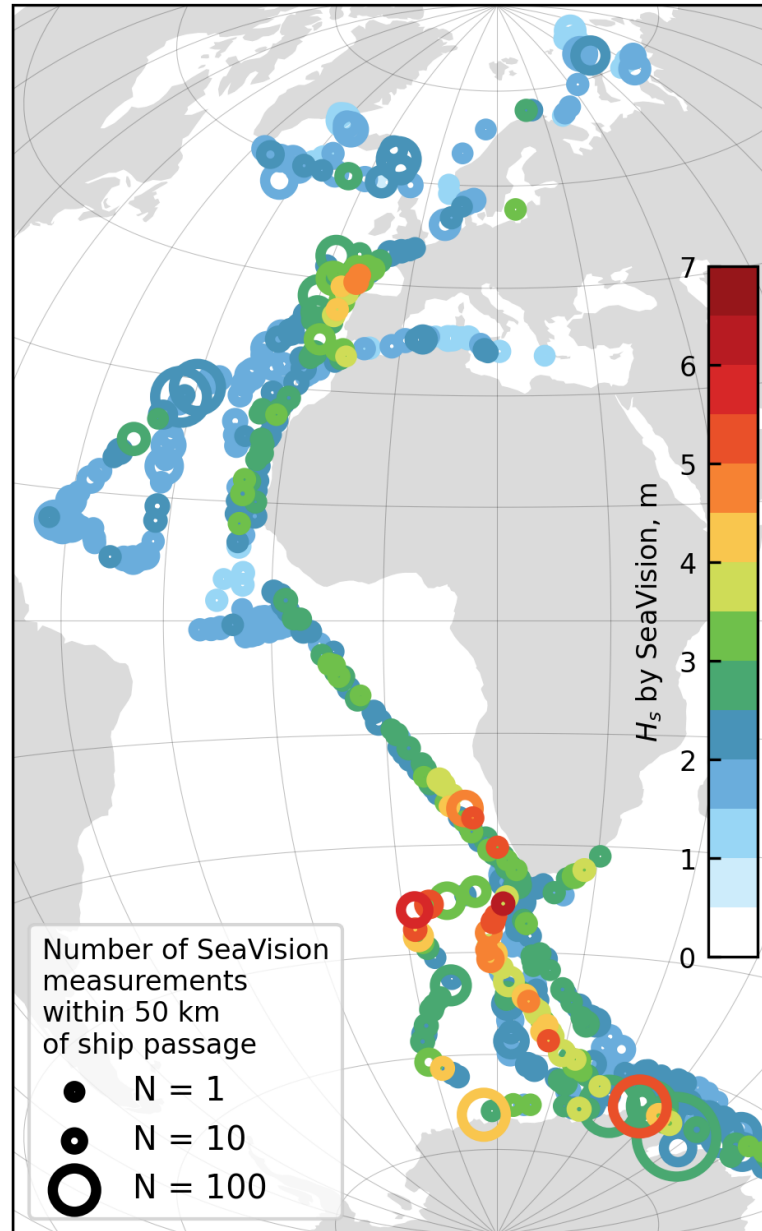 7
6
5
4
3
2
1
0
H_s by SeaVision, m
Number of SeaVision
measurements
within 50 km
of ship passage
N = 1
N = 10
N = 100